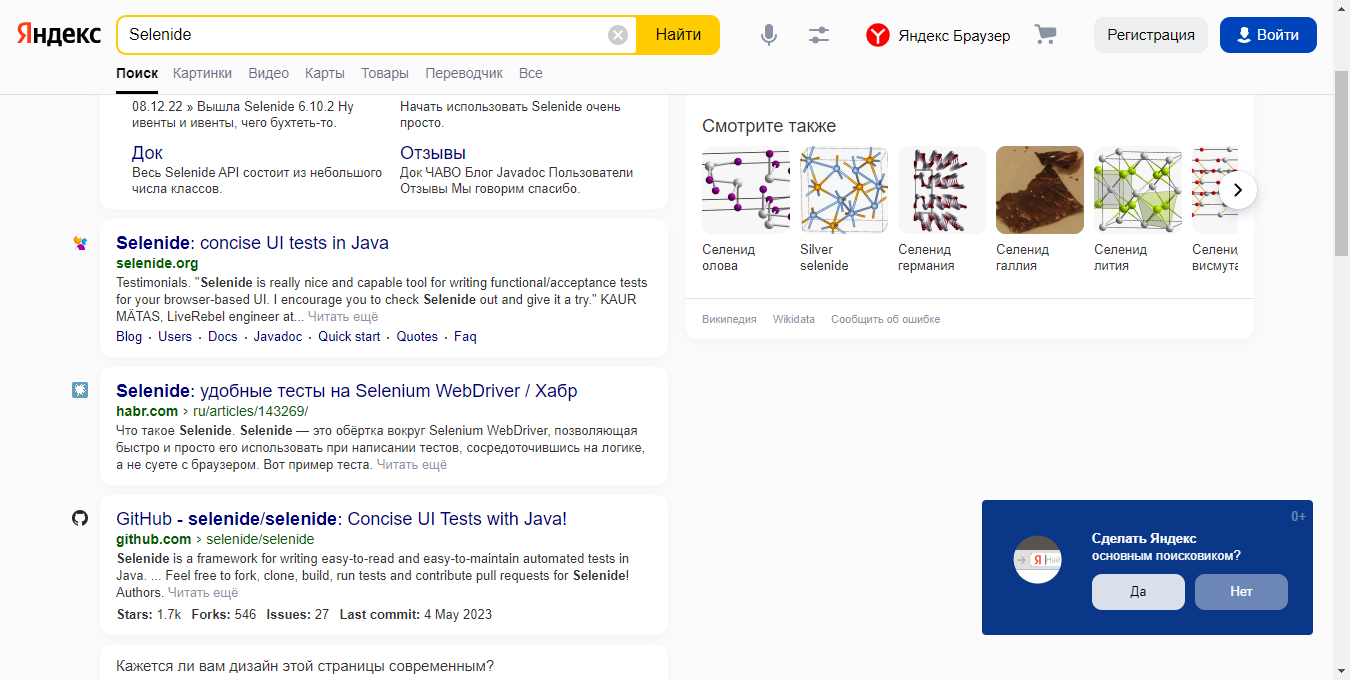 Яндекс
Selenide
Найти
Яндекс Браузер
Регистрация
Войти
Поиск Картинки Видео Карты Товары Переводчик Все
08.12.22 » Вышла Selenide 6.10.2 Ну
ивенты и ивенты, чего бухтеть-то.
Начать использовать Selenide очень
просто.
Док
Весь Selenide API состоит из небольшого
числа классов.
Отзывы
Док ЧАВО Блог Javadoc Пользователи
Отзывы Мы говорим спасибо.
Selenide: concise UI tests in Java
selenide.org
Testimonials. "Selenide is really nice and capable tool for writing functional/acceptance tests
for your browser-based UI. I encourage you to check Selenide out and give it a try." KAUR
MÄTAS, LiveRebel engineer at... Читать ещё
Blog · Users · Docs · Javadoc · Quick start · Quotes · Faq
Selenide: удобные тесты на Selenium WebDriver / Хабр
habr.com › ru/articles/143269/
Что такое Selenide. Selenide — это обёртка вокруг Selenium WebDriver, позволяющая
быстро и просто его использовать при написании тестов, сосредоточившись на логике,
а не суете с браузером. Вот пример теста. Читать ещё
GitHub - selenide/selenide: Concise UI Tests with Java!
github.com › selenide/selenide
Selenide is a framework for writing easy-to-read and easy-to-maintain automated tests in
Java. ... Feel free to fork, clone, build, run tests and contribute pull requests for Selenide!
Authors. Читать ещё
Stars: 1.7k Forks: 546 Issues: 27 Last commit: 4 May 2023
Кажется ли вам дизайн этой страницы современным?
Смотрите также
Селенид
олова
Silver
selenide
Селенид
германия
Селенид
галлия
Селенид
лития
Селенид
висмута
Википедия Wikidata Сообщить об ошибке
0+
Я
Сделать Яндекс
основным поисковиком?
Да
Нет